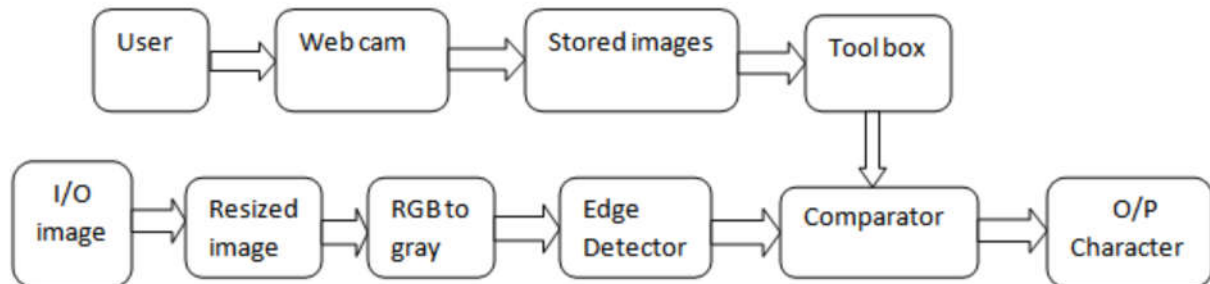 User
Web cam
Stored images
Tool box
I/O
image
Resized
image
RGB to
gray
Edge
Detector
Comparator
O/P
Character